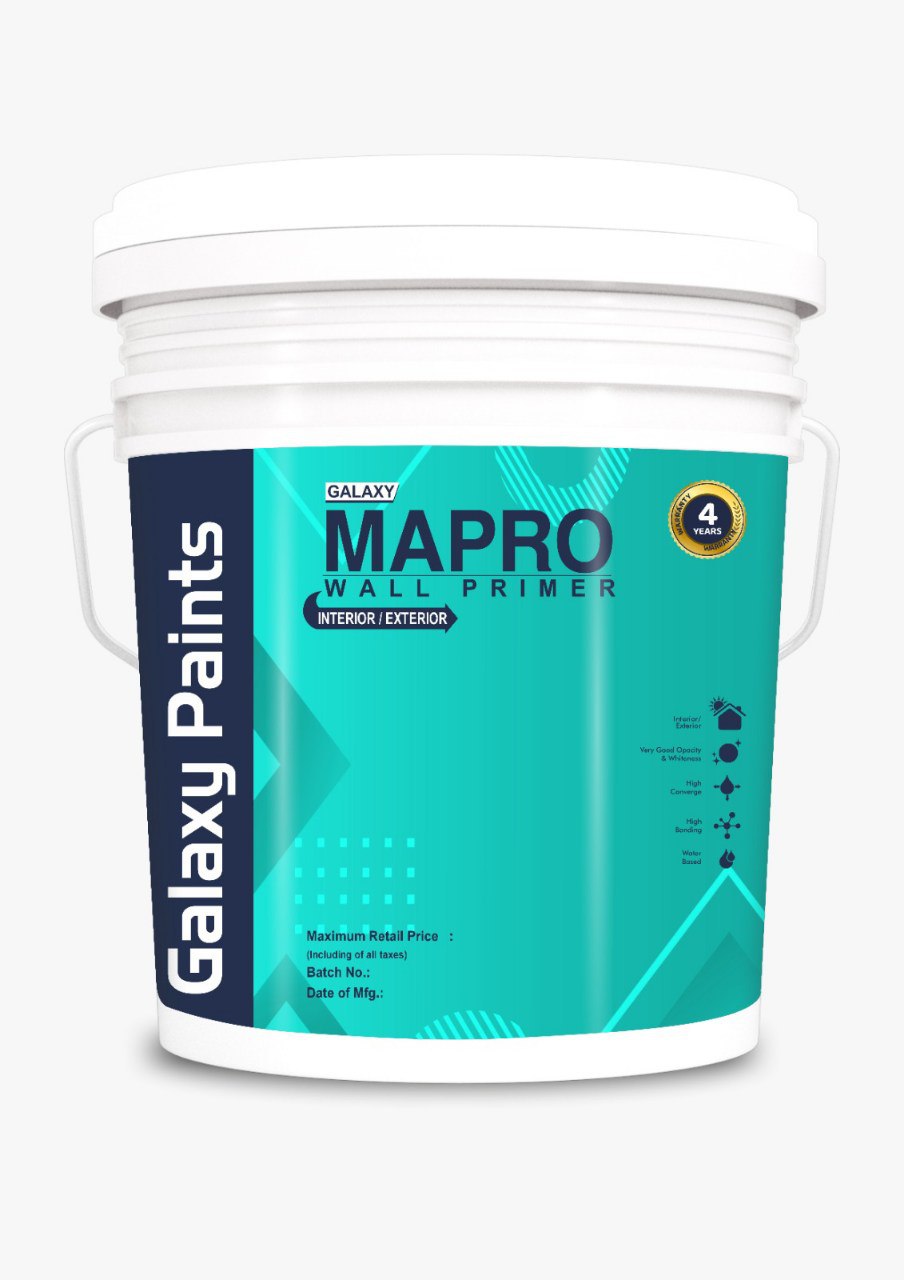 Galaxy Paints
GALAXY
MAPRO
WALL PRIMER
INTERIOR / EXTERIOR
WARRANTY
4
YEARS
WARRANTY
Interior/
Exterior
Very Good Opacity
& Whiteness
High
Converge
High
Bonding
Water
Based
Maximum Retail Price :
(Including of all taxes)
Batch No.:
Date of Mfg.: